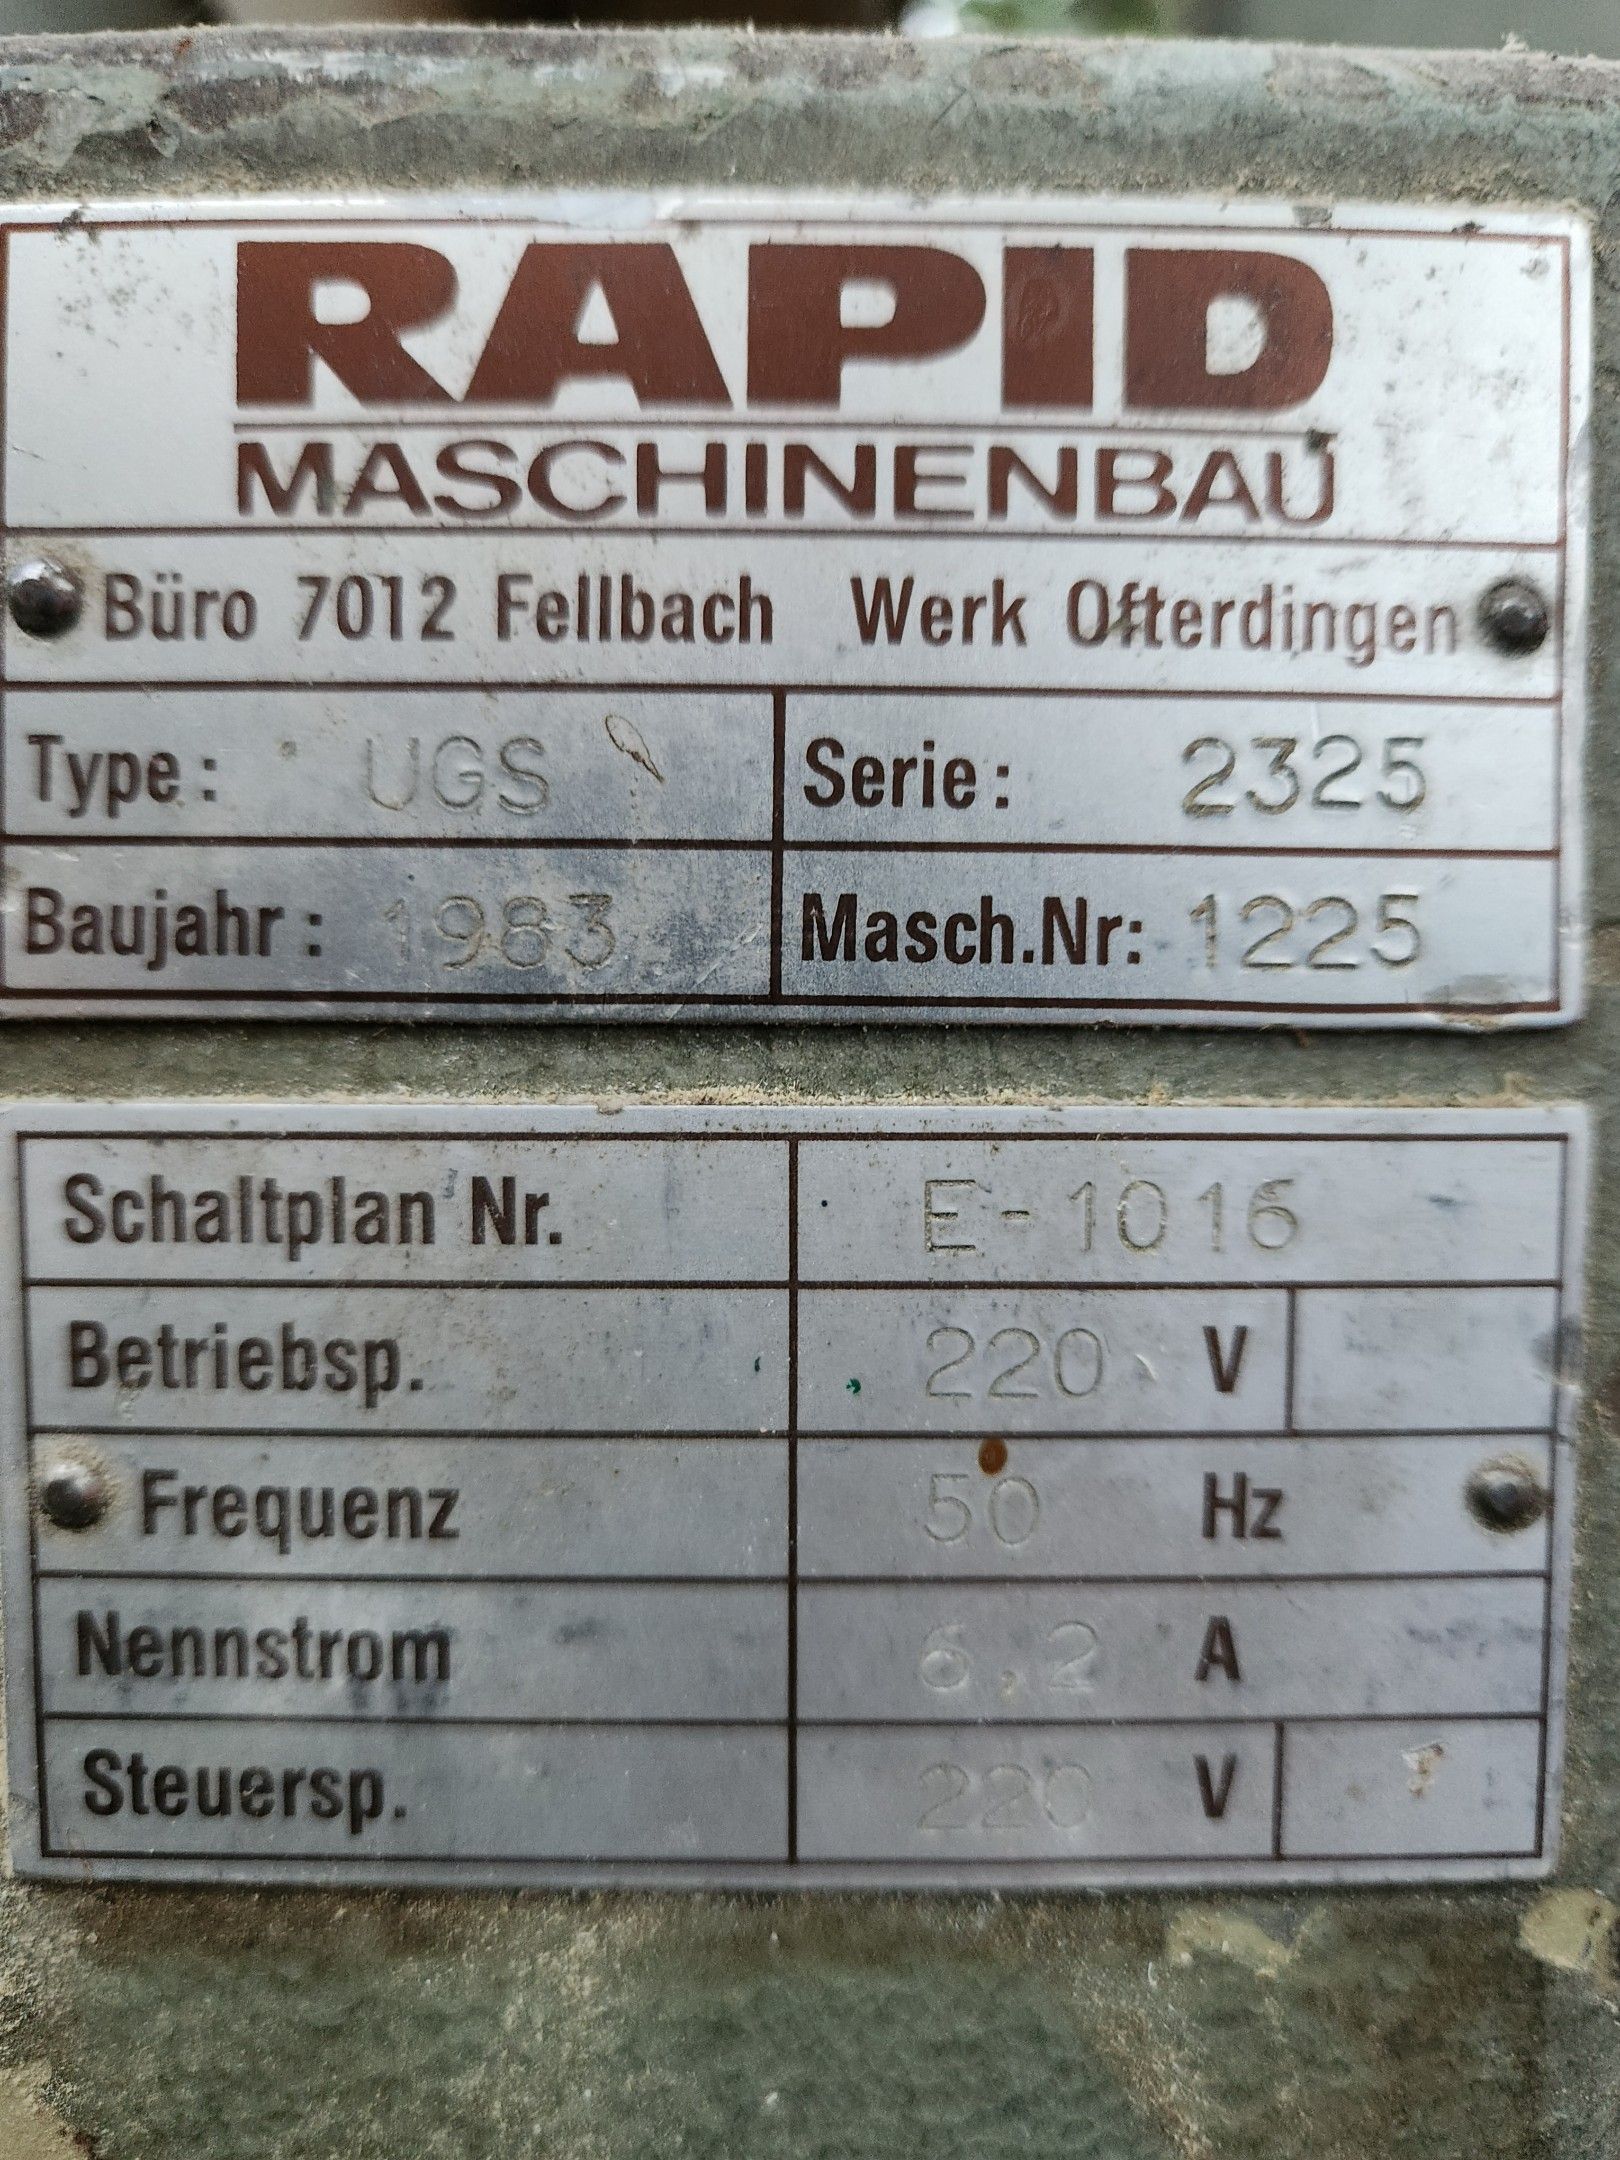 RAPID
MASCHINENBAU
Büro 7012 Fellbach Werk Ofterdingen
Type: UGS Serie: 2325
Baujahr: 1983 Masch.Nr: 1225
Schaltplan Nr. E-1016
Betriebsp. 220 V
Frequenz 50 Hz
Nennstrom 6,2 A
Steuersp. 220 V